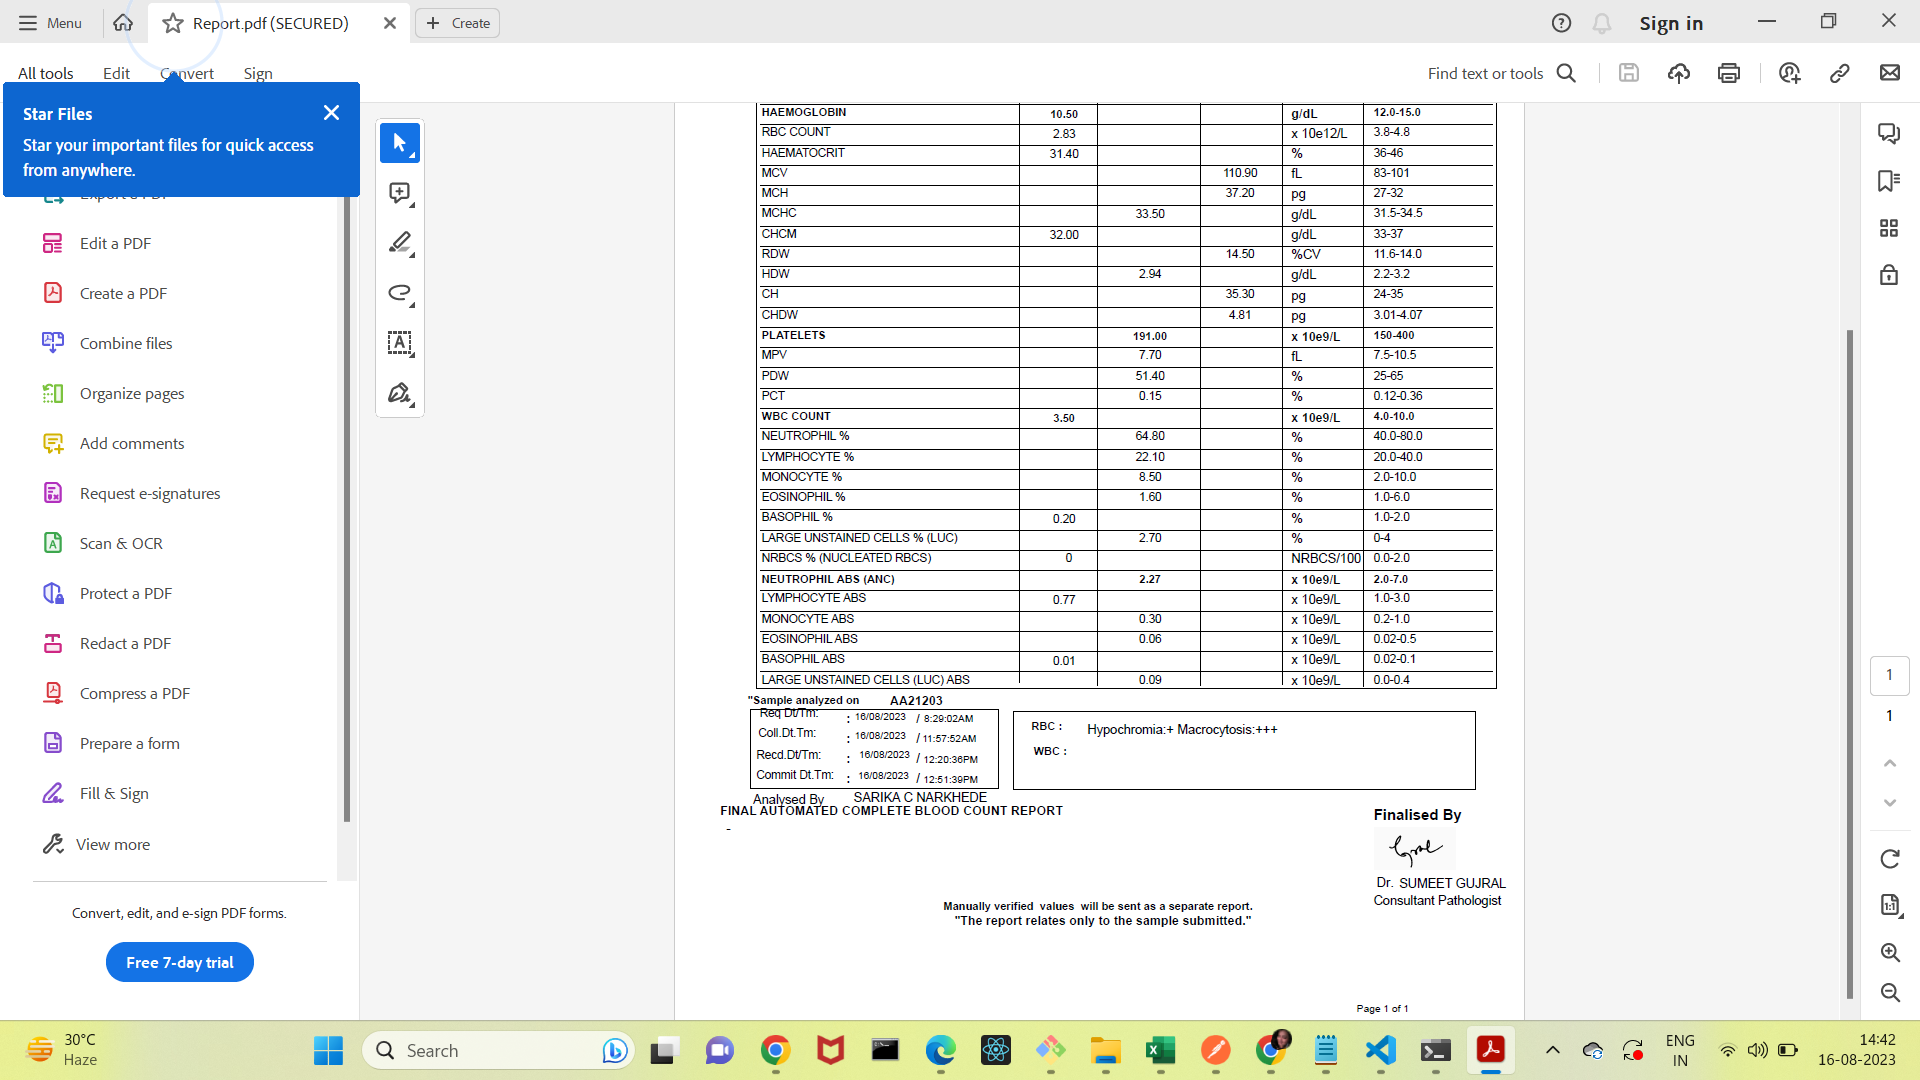 Menu
Report.pdf (SECURED)
Create
Sign in
All tools
Edit
Convert
Sign
Find text or tools
Star Files
Star your important files for quick access
from anywhere.
Export a PDF
Edit a PDF
Create a PDF
Combine files
Organize pages
Add comments
Request e-signatures
Scan & OCR
Protect a PDF
Redact a PDF
Compress a PDF
Prepare a form
Fill & Sign
View more
Convert, edit, and e-sign PDF forms.
Free 7-day trial
HAEMOGLOBIN 10.50 g/dL 12.0-15.0
RBC COUNT 2.83 x 10e12/L 3.8-4.8
HAEMATOCRIT 31.40 % 36-46
MCV 110.90 fL 83-101
MCH 37.20 pg 27-32
MCHC 33.50 g/dL 31.5-34.5
CHCM 32.00 g/dL 33-37
RDW 14.50 %CV 11.6-14.0
HDW 2.94 g/dL 2.2-3.2
CH 35.30 pg 24-35
CHDW 4.81 pg 3.01-4.07
PLATELETS 191.00 x 10e9/L 150-400
MPV 7.70 fL 7.5-10.5
PDW 51.40 % 25-65
PCT 0.15 % 0.12-0.36
WBC COUNT 3.50 x 10e9/L 4.0-10.0
NEUTROPHIL % 64.80 % 40.0-80.0
LYMPHOCYTE % 22.10 % 20.0-40.0
MONOCYTE % 8.50 % 2.0-10.0
EOSINOPHIL % 1.60 % 1.0-6.0
BASOPHIL % 0.20 % 1.0-2.0
LARGE UNSTAINED CELLS % (LUC) 2.70 % 0-4
NRBCS % (NUCLEATED RBCS) 0 NRBCS/100 0.0-2.0
NEUTROPHIL ABS (ANC) 2.27 x 10e9/L 2.0-7.0
LYMPHOCYTE ABS 0.77 x 10e9/L 1.0-3.0
MONOCYTE ABS 0.30 x 10e9/L 0.2-1.0
EOSINOPHIL ABS 0.06 x 10e9/L 0.02-0.5
BASOPHIL ABS 0.01 x 10e9/L 0.02-0.1
LARGE UNSTAINED CELLS (LUC) ABS 0.09 x 10e9/L 0.0-0.4
"Sample analyzed on AA21203
Req Dt/Tm: : 16/08/2023 / 8:29:02AM
Coll.Dt.Tm: : 16/08/2023 / 11:57:52AM
Recd.Dt/Tm: : 16/08/2023 / 12:20:36PM
Commit Dt.Tm: : 16/08/2023 / 12:51:39PM
RBC : Hypochromia:+ Macrocytosis:+++
WBC :
Analysed By SARIKA C NARKHEDE
FINAL AUTOMATED COMPLETE BLOOD COUNT REPORT
-
Finalised By
Dr. SUMEET GUJRAL
Consultant Pathologist
Manually verified values will be sent as a separate report.
"The report relates only to the sample submitted."
Page 1 of 1
1
1
30°C
Haze
Search
ENG
IN
14:42
16-08-2023